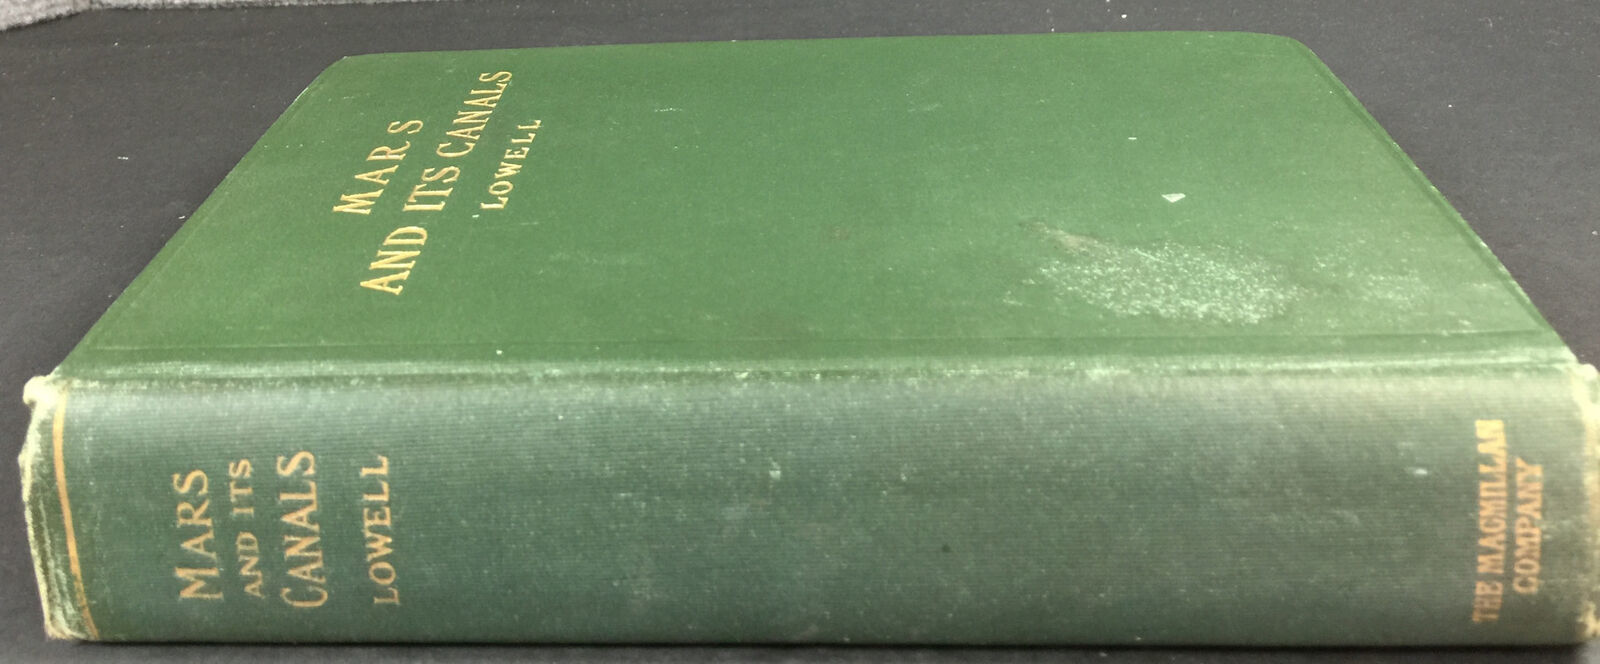 MARS
AND ITS CANALS
LOWELL
MARS
AND ITS
CANALS
LOWELL
THE MACMILLAN
COMPANY